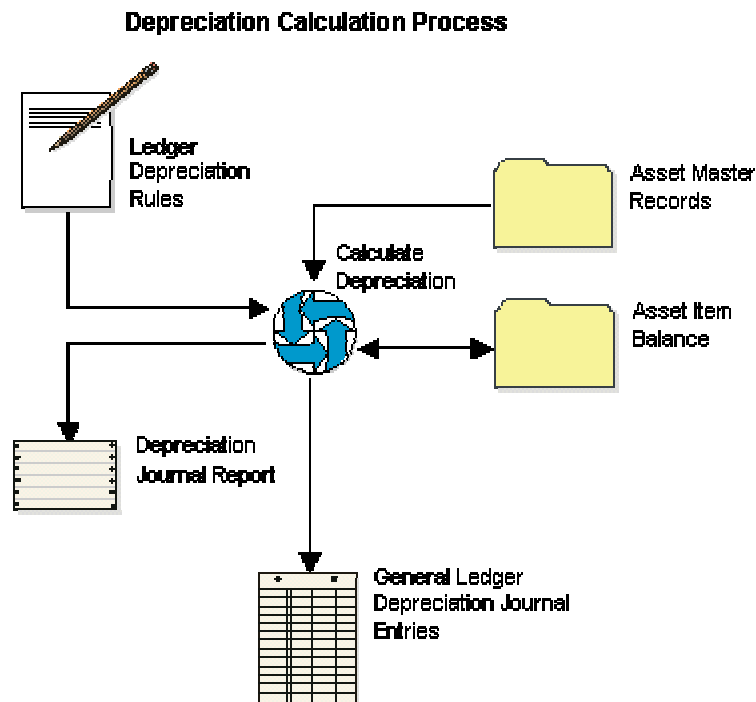 Depreciation Calculation Process
Ledger
Depreciation
Rules
Asset Master
Records
Calculate
Depreciation
Asset Item
Balance
Depreciation
Journal Report
General Ledger
Depreciation Journal
Entries